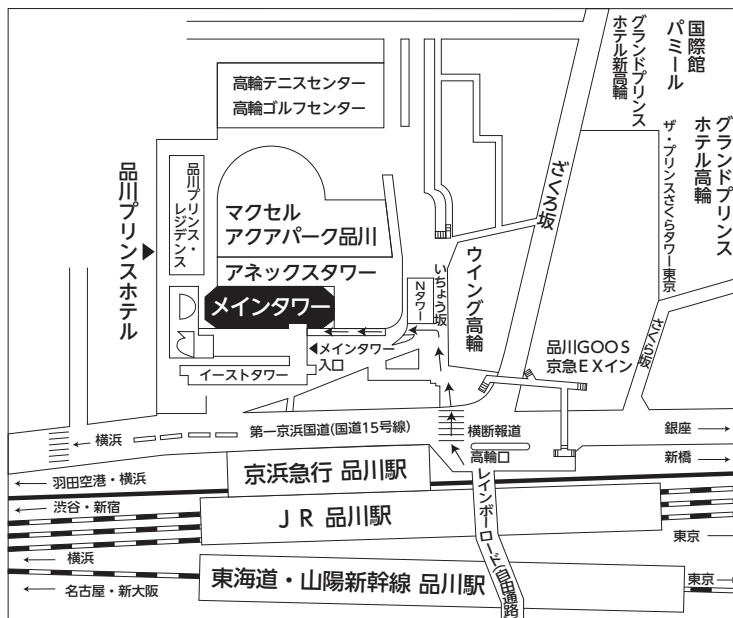 高輪テニスセンター
高輪ゴルフセンター
グランドプリンス
ホテル新高輪
国際館
パミール
グランドプリンス
ホテル高輪
ザ・プリンスさくらタワー東京
品川プリンスホテル
品川プリンス・
レジデンス
マクセル
アクアパーク品川
アネックスタワー
メインタワー
Nタワー
いちょう坂
ウイング高輪
ざくろ坂
さくら坂
品川GOOS
京急EXイン
メインタワー
入口
イーストタワー
横浜
第一京浜国道(国道15号線)
横断報道
高輪口
銀座
新橋
羽田空港・横浜
京浜急行 品川駅
渋谷・新宿
JR 品川駅
レインボーロード(自由通路)
東京
横浜
東海道・山陽新幹線 品川駅
東京
名古屋・新大阪